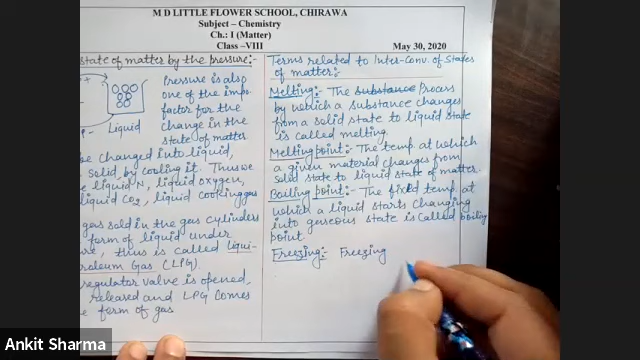 M D LITTLE FLOWER SCHOOL, CHIRAWA
Subject – Chemistry
Ch.: I (Matter)
Class –VIII May 30, 2020
state of matter by the pressure:-
Pressure is also
one of the impo.
factor for the
change in the
state of matter
Liquid
be changed into liquid,
solid, by cooling it. Thus we
liquid N, liquid oxygen,
liquid CO2, liquid cooking gas
gas sold in the gas cylinders
form of liquid under
thus is called liqui-
roleum Gas (LPG)
regulator valve is opened,
released and LPG comes
form of gas
Terms related to Inter-Conv. of States
of matter:-
Melting:- The substance Process
by which a substance changes
from a solid state to liquid state
is called melting.
Melting point:- The temp. at which
a given material changes from
solid state to liquid state of matter.
Boiling point:- The fixed temp. at
which a liquid starts changing
into gaseous state is called boiling
point.
Freezing:- Freezing
Ankit Sharma